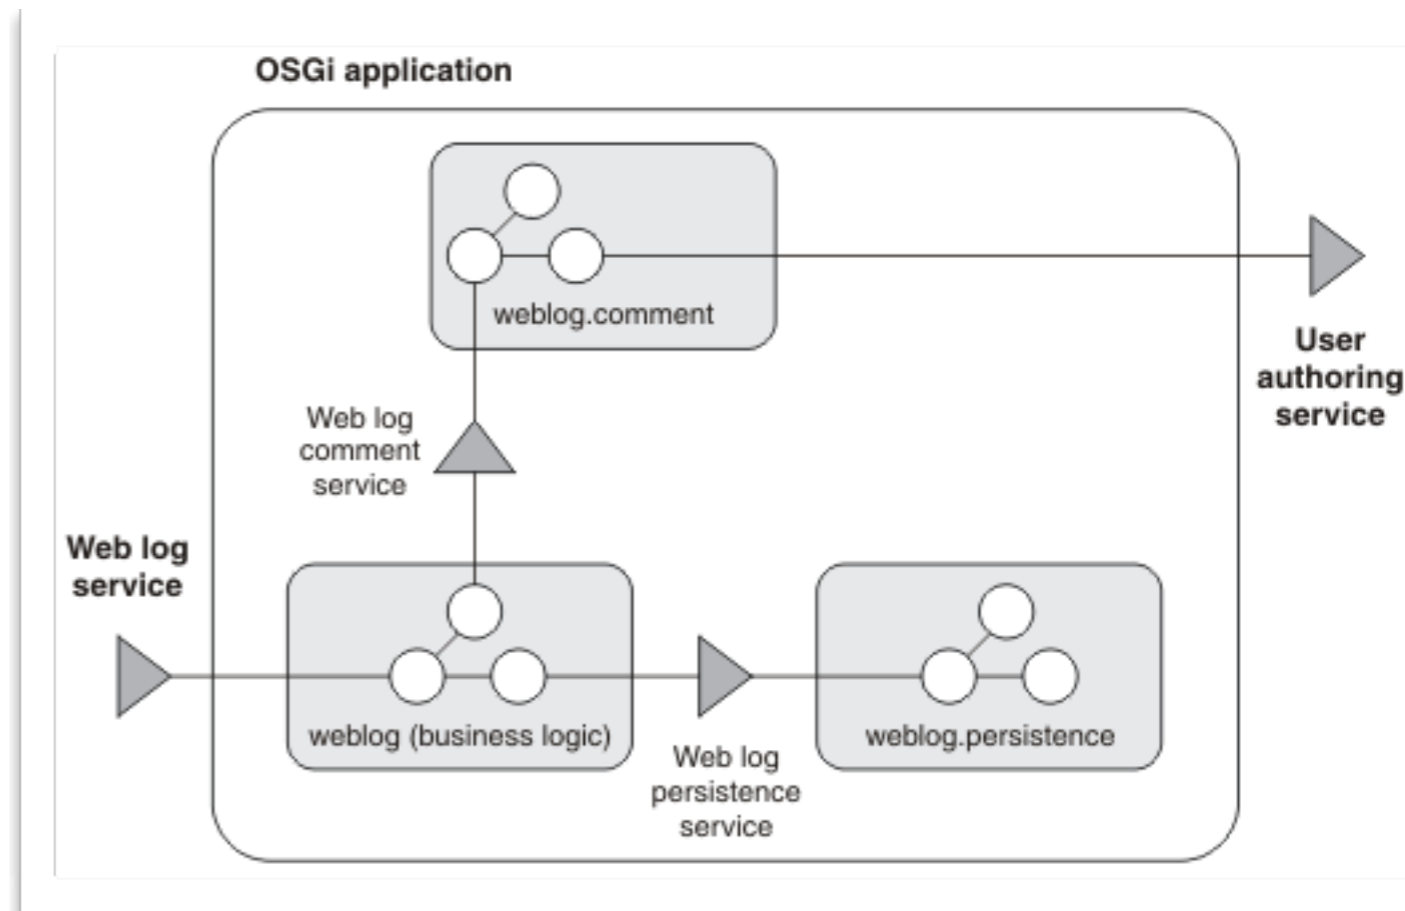 OSGi application
weblog.comment
User
authoring
service
Web log
comment
service
Web log
service
weblog (business logic)
Web log
persistence
service
weblog.persistence